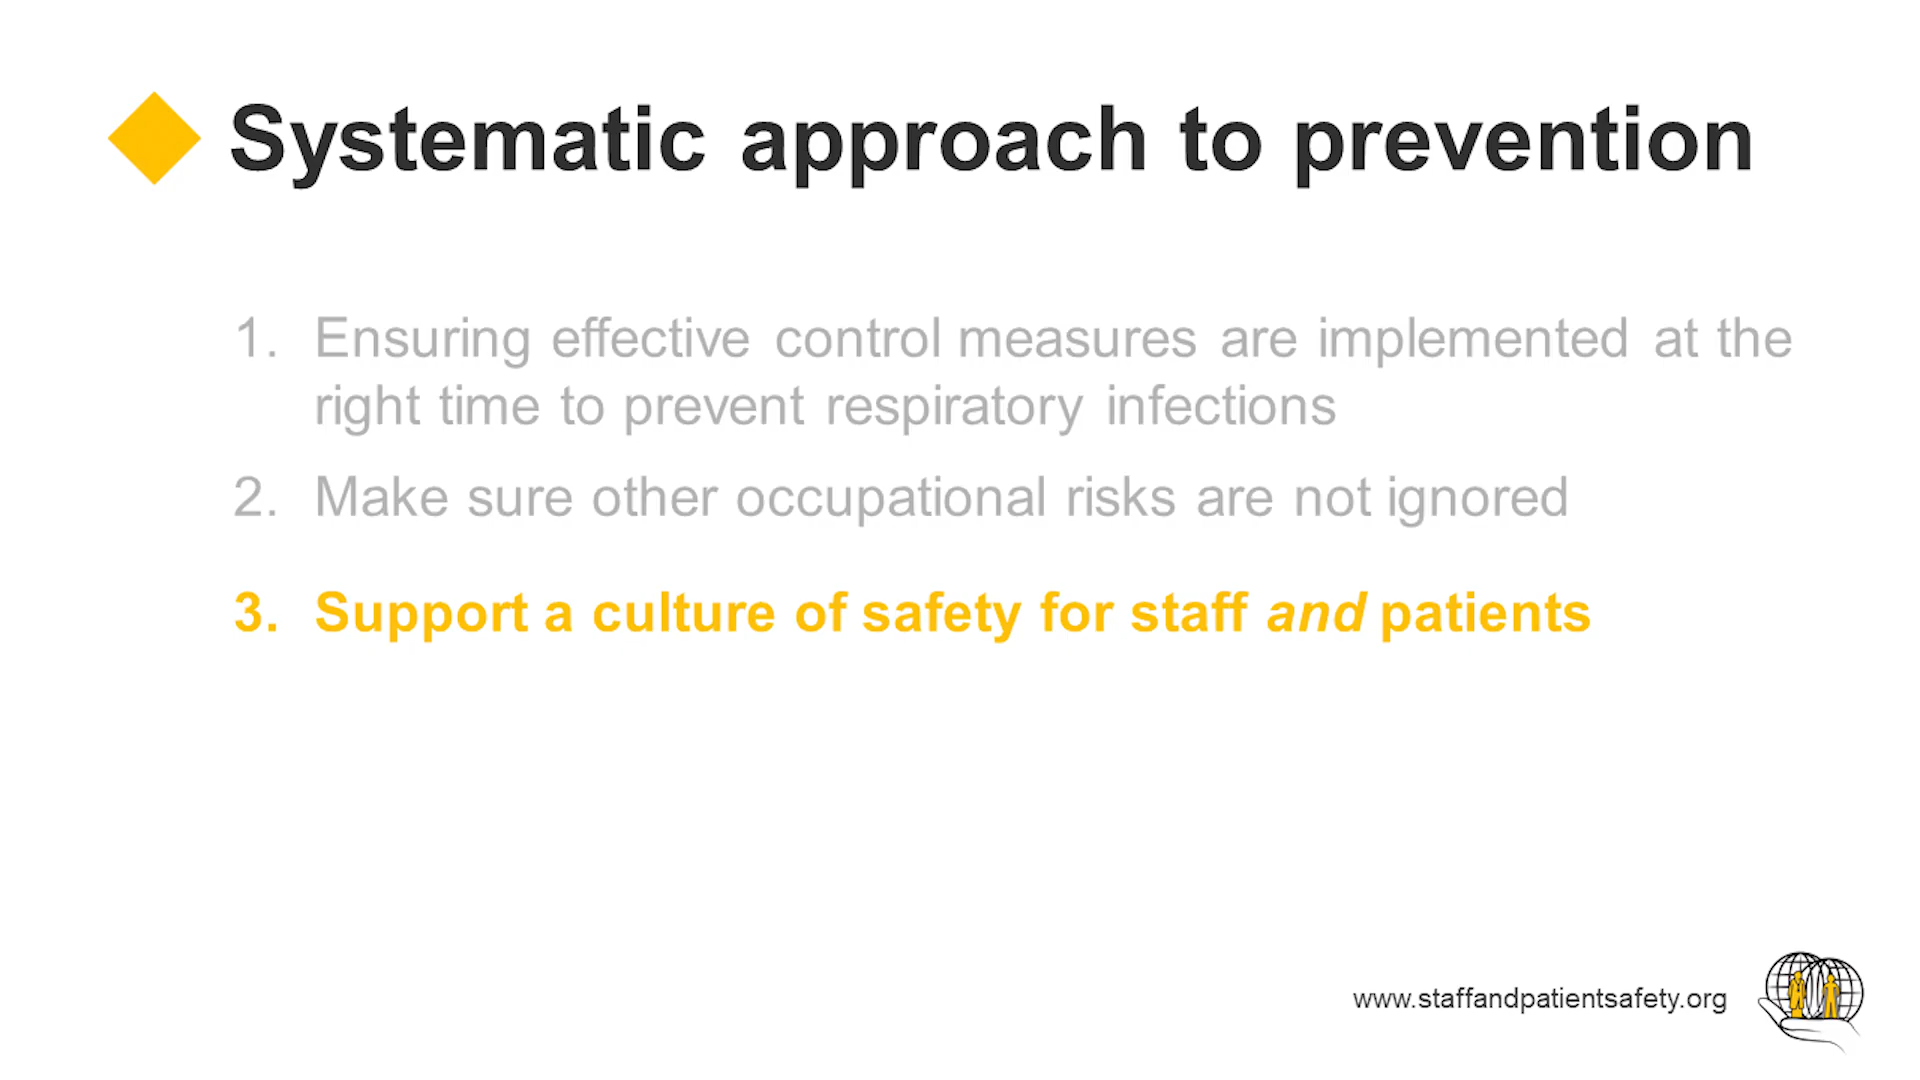 Systematic approach to prevention
1. Ensuring effective control measures are implemented at the
right time to prevent respiratory infections
2. Make sure other occupational risks are not ignored
3. Support a culture of safety for staff and patients
www.staffandpatientsafety.org